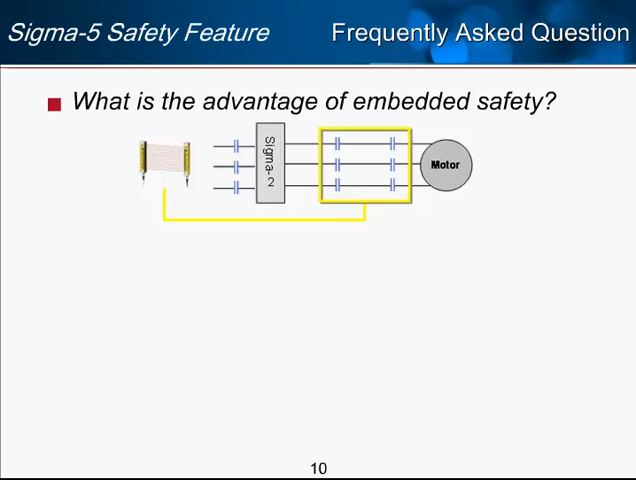 Sigma-5 Safety Feature
Frequently Asked Question
What is the advantage of embedded safety?
Sigma-2
Motor
10